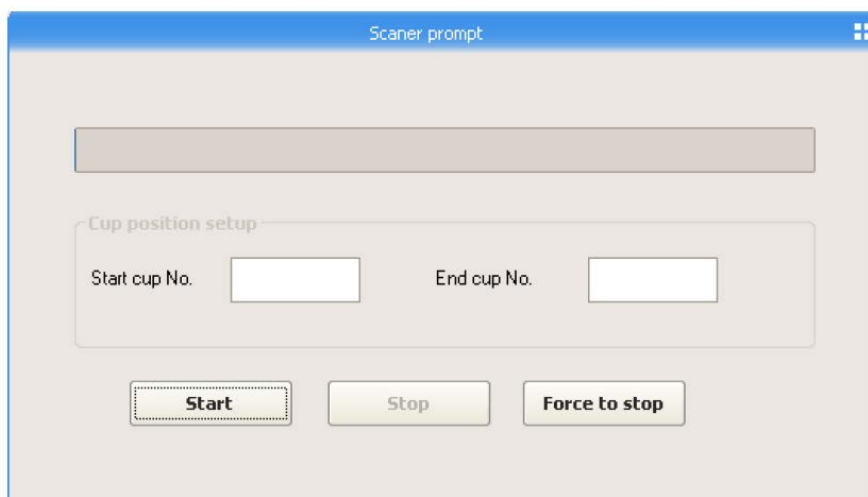 Scaner prompt
Cup position setup
Start cup No. End cup No.
Start Stop Force to stop